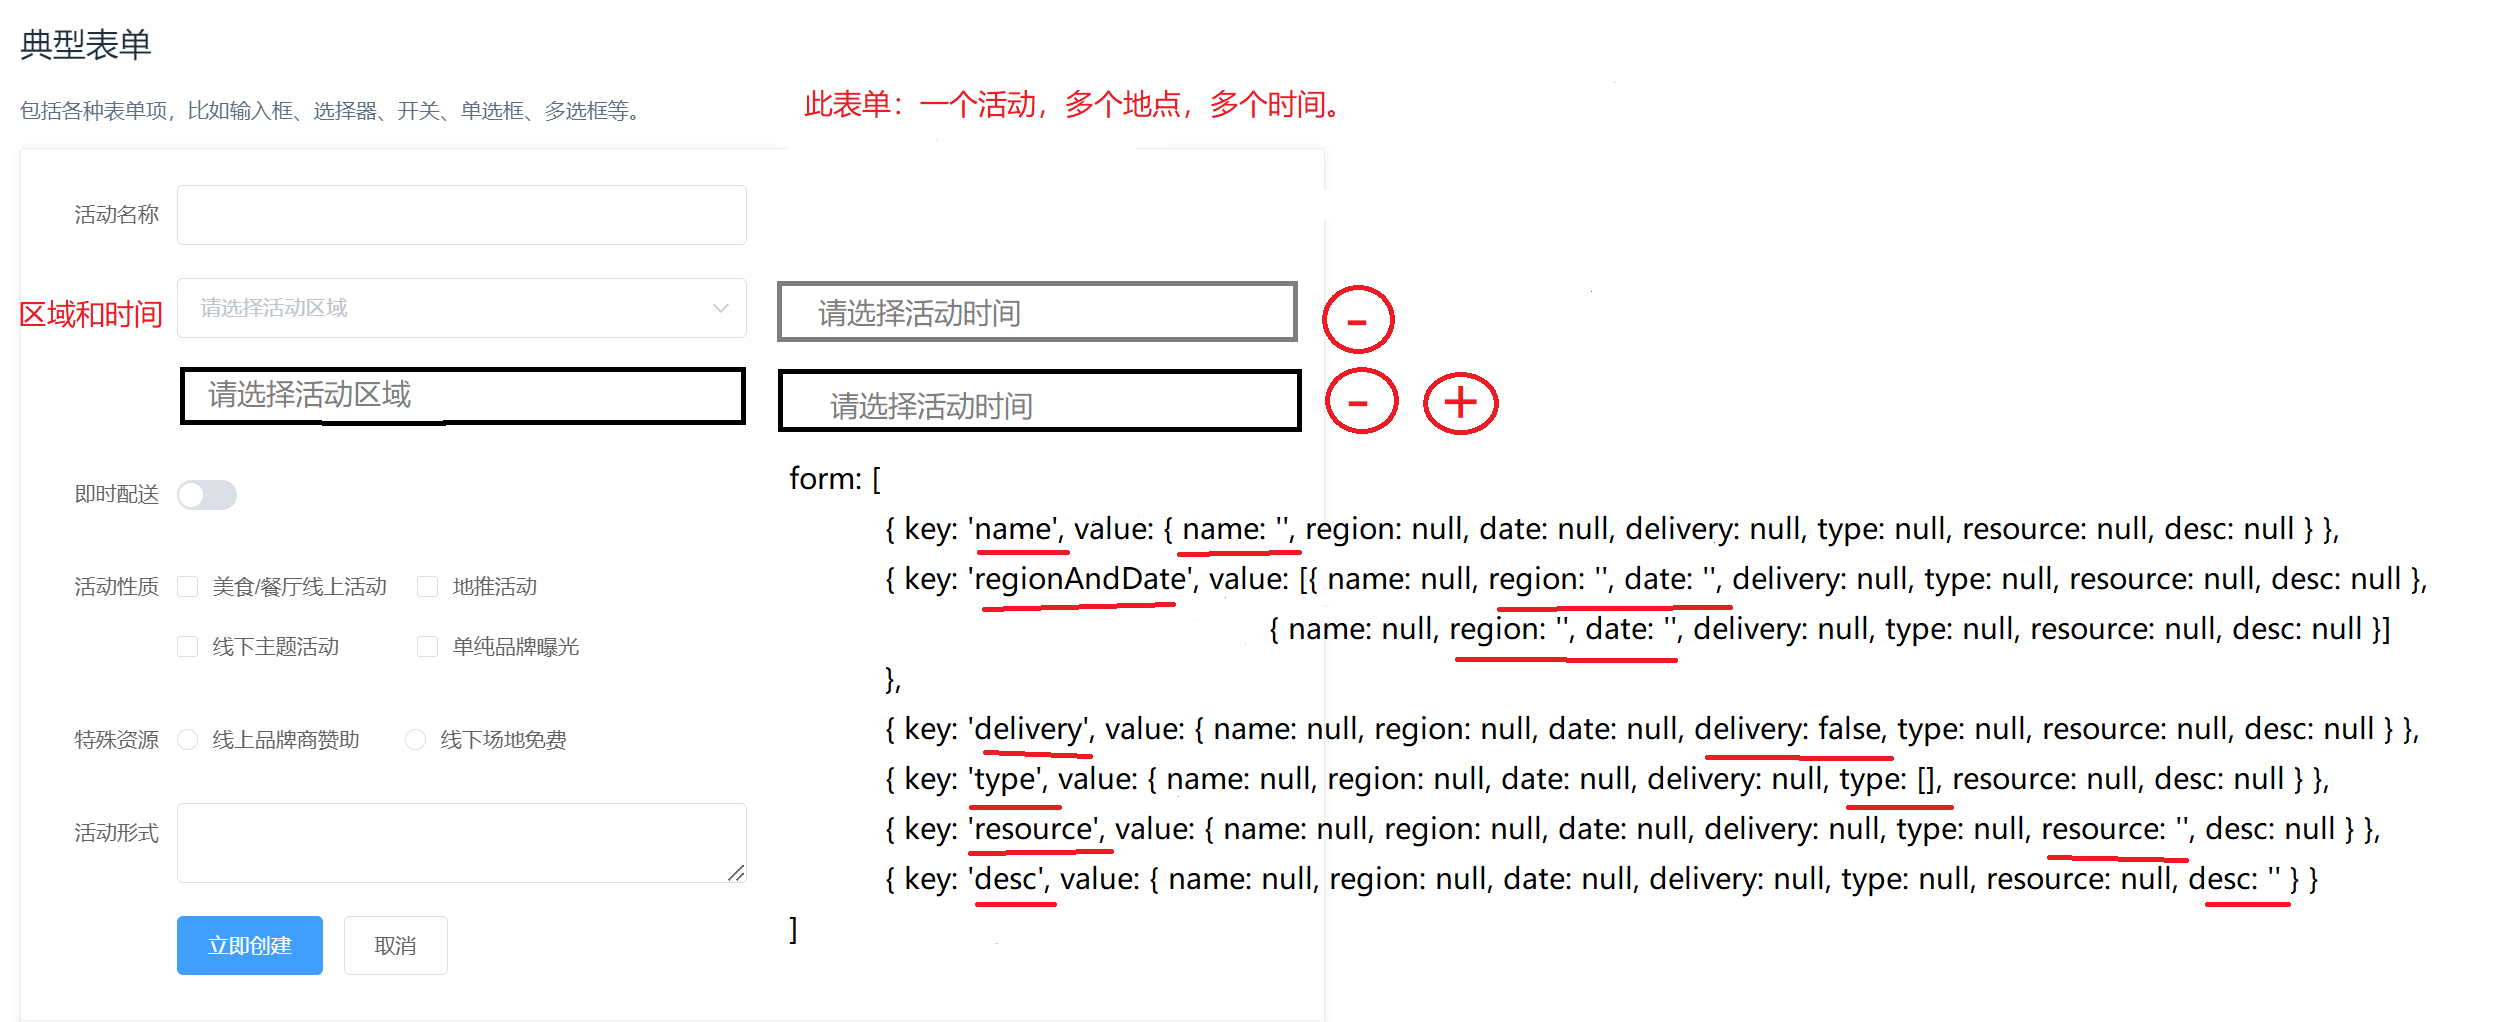 典型表单
包括各种表单项，比如输入框、选择器、开关、单选框、多选框等。
此表单：一个活动，多个地点，多个时间。
活动名称
区域和时间 请选择活动区域 请选择活动时间 -
请选择活动区域 请选择活动时间 - +
即时配送
form: [
{ key: 'name', value: { name: '', region: null, date: null, delivery: null, type: null, resource: null, desc: null } },
{ key: 'regionAndDate', value: [{ name: null, region: '', date: '', delivery: null, type: null, resource: null, desc: null },
{ name: null, region: '', date: '', delivery: null, type: null, resource: null, desc: null }]
},
{ key: 'delivery', value: { name: null, region: null, date: null, delivery: false, type: null, resource: null, desc: null } },
{ key: 'type', value: { name: null, region: null, date: null, delivery: null, type: [], resource: null, desc: null } },
{ key: 'resource', value: { name: null, region: null, date: null, delivery: null, type: null, resource: '', desc: null } },
{ key: 'desc', value: { name: null, region: null, date: null, delivery: null, type: null, resource: null, desc: '' } }
]
活动性质 美食/餐厅线上活动 地推活动
线下主题活动 单纯品牌曝光
特殊资源 线上品牌商赞助 线下场地免费
活动形式
立即创建 取消